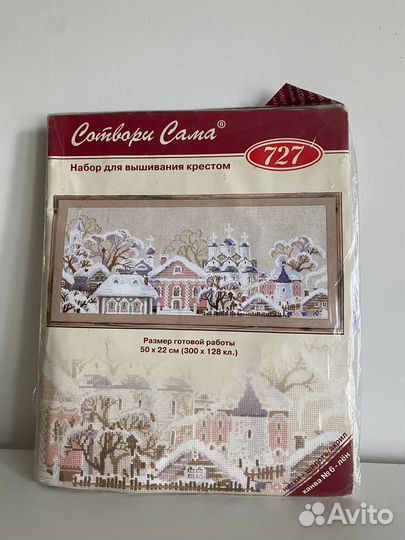 Сотвори Сама®
Набор для вышивания крестом
727
Размер готовой работы
50 x 22 см (300 x 128 кл.)
канва № 6 - лён
Avito